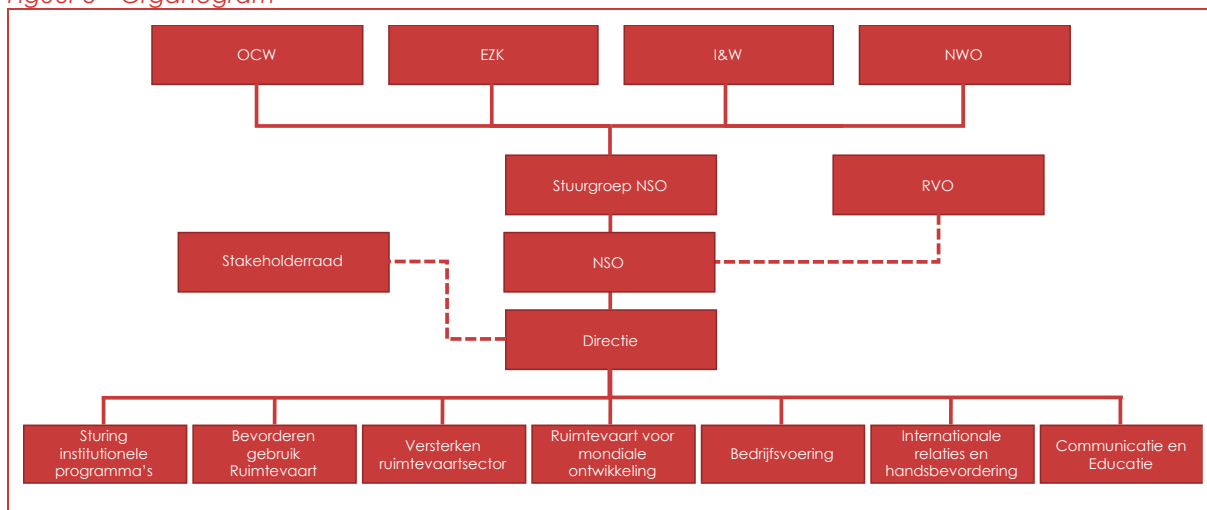 Organogram
OCW
EZK
I&W
NWO
Stuurgroep NSO
RVO
Stakeholderraad
NSO
Directie
Sturing
institutionele
programma's
Bevorderen
gebruik
Ruimtevaart
Versterken
ruimtevaartsector
Ruimtevaart voor
mondiale
ontwikkeling
Bedrijfsvoering
Internationale
relaties en
handsbevordering
Communicatie en
Educatie